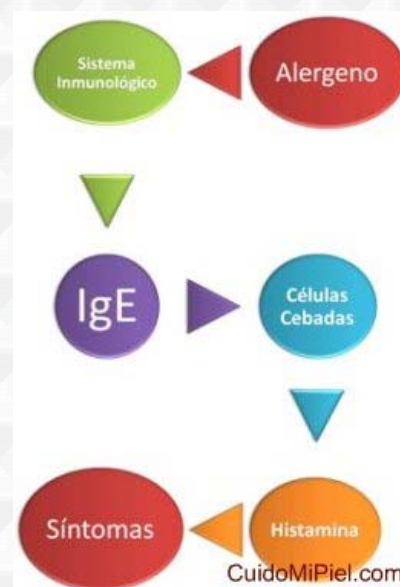 Alergeno
Sistema
Inmunológico
IgE
Células
Cebadas
Histamina
Síntomas
CuidoMiPiel.com